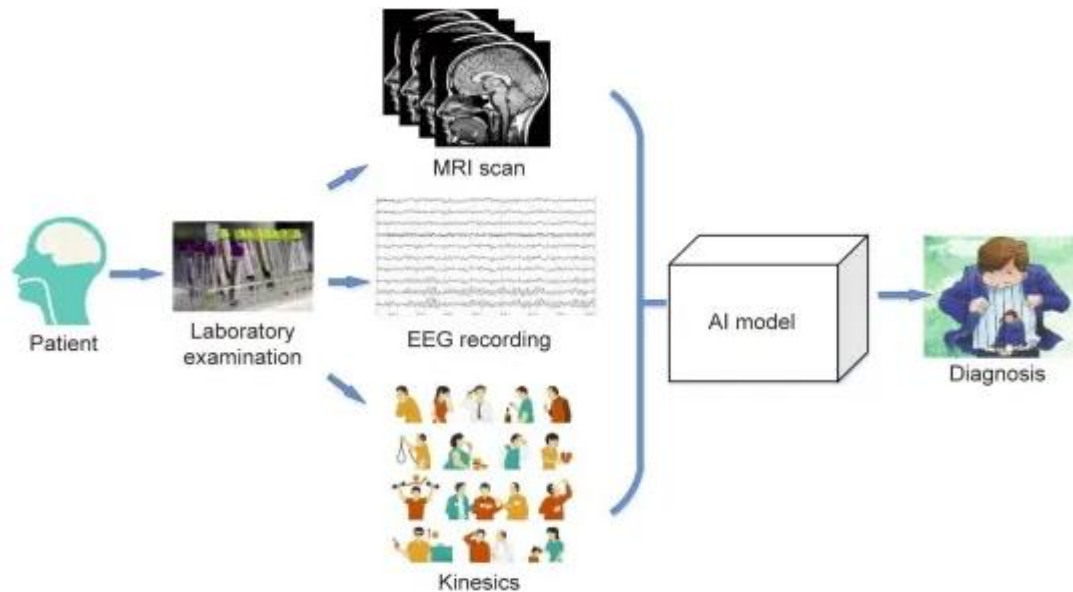 MRI scan
Patient
Laboratory
examination
EEG recording
Kinesics
AI model
Diagnosis